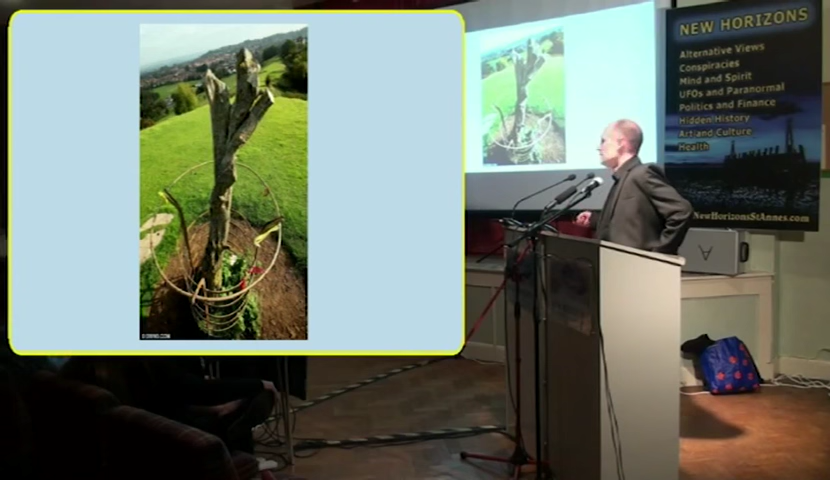 NEW HORIZONS
Alternative Views
Conspiracies
Mind and Spirit
UFOs and Paranormal
Politics and Finance
Hidden History
Art and Culture
Health
NewHorizonsStAnnes.com